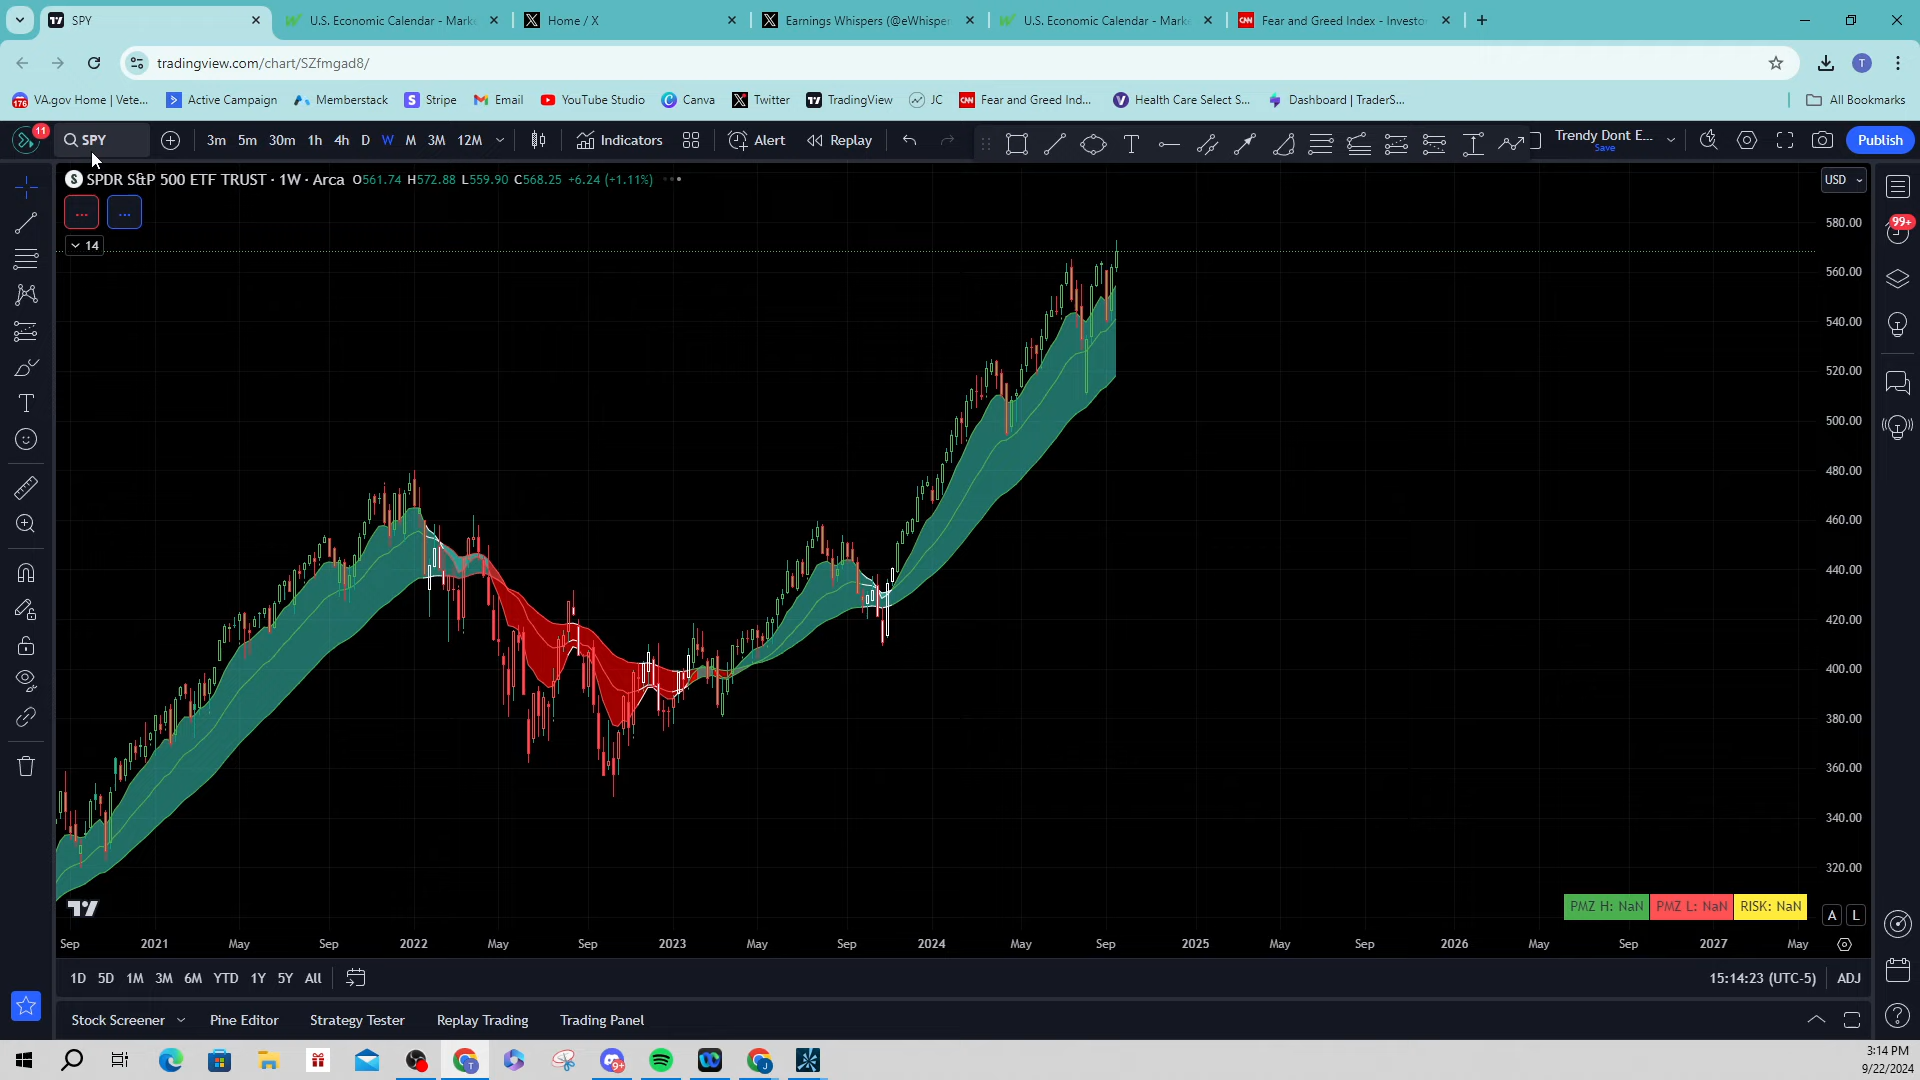 SPY
U.S. Economic Calendar - Mark
Home / X
Earnings Whispers (@eWhisper
U.S. Economic Calendar - Mark
CNN
Fear and Greed Index - Investo
tradingview.com/chart/SZfmgad8/
T
176
VA.gov Home | Vete...
Active Campaign
Memberstack
Stripe
Email
YouTube Studio
Canva
Twitter
TradingView
JC
CNN
Fear and Greed Ind...
Health Care Select S...
Dashboard | TraderS...
All Bookmarks
11
SPY
3m 5m 30m 1h 4h D W M 3M 12M
Indicators
Alert
Replay
Trendy Dont E...
Save
Publish
SPDR S&P 500 ETF TRUST · 1W · Arca O561.74 H572.88 L559.90 C568.25 +6.24 (+1.11%)
USD
... ...
14
99+
580.00
560.00
540.00
520.00
500.00
480.00
460.00
440.00
420.00
400.00
380.00
360.00
340.00
320.00
PMZ H: NaN PMZ L: NaN RISK: NaN
A L
Sep 2021 May Sep 2022 May Sep 2023 May Sep 2024 May Sep 2025 May Sep 2026 May Sep 2027 May
1D 5D 1M 3M 6M YTD 1Y 5Y All
15:14:23 (UTC-5) ADJ
Stock Screener Pine Editor Strategy Tester Replay Trading Trading Panel
9+
T
J
3:14 PM
9/22/2024